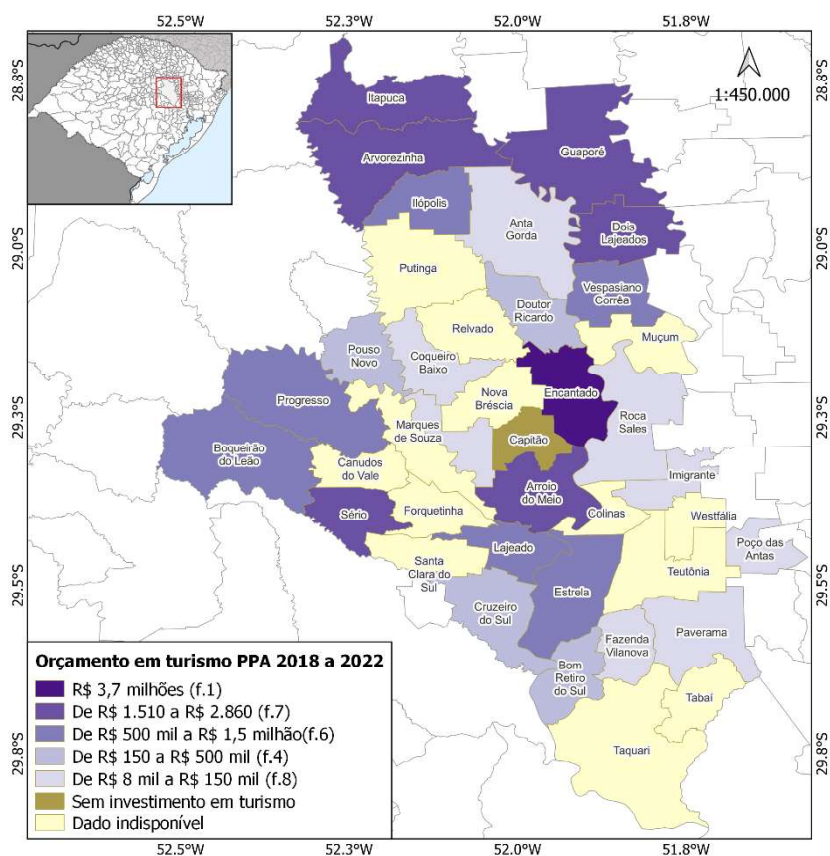 52.5°W 52.3°W 52.0°W 51.8°W
28.8°S
29.0°S
29.3°S
29.5°S
29.8°S
1:450.000
Itapuca
Arvorezinha
Guaporé
Ilópolis
Anta
Gorda
Dois
Lajeados
Putinga
Vespasiano
Corrêa
Doutor
Ricardo
Relvado
Muçum
Pouso
Novo
Coqueiro
Baixo
Nova
Bréscia
Encantado
Progresso
Roca
Sales
Marques
de Souza
Capitão
Boqueirão
do Leão
Canudos
do Vale
Imigrante
Arroio
do Meio
Sério
Forquetinha
Colinas
Westfália
Poço das
Antas
Lajeado
Santa
Clara do
Sul
Teutônia
Estrela
Cruzeiro
do Sul
Fazenda
Vilanova
Paverama
Bom
Retiro
do Sul
Tabaí
Taquari
Orçamento em turismo PPA 2018 a 2022
R$ 3,7 milhões (f.1)
De R$ 1.510 a R$ 2.860 (f.7)
De R$ 500 mil a R$ 1,5 milhão(f.6)
De R$ 150 a R$ 500 mil (f.4)
De R$ 8 mil a R$ 150 mil (f.8)
Sem investimento em turismo
Dado indisponível
28.8°S
29.0°S
29.3°S
29.5°S
29.8°S
52.5°W 52.3°W 52.0°W 51.8°W